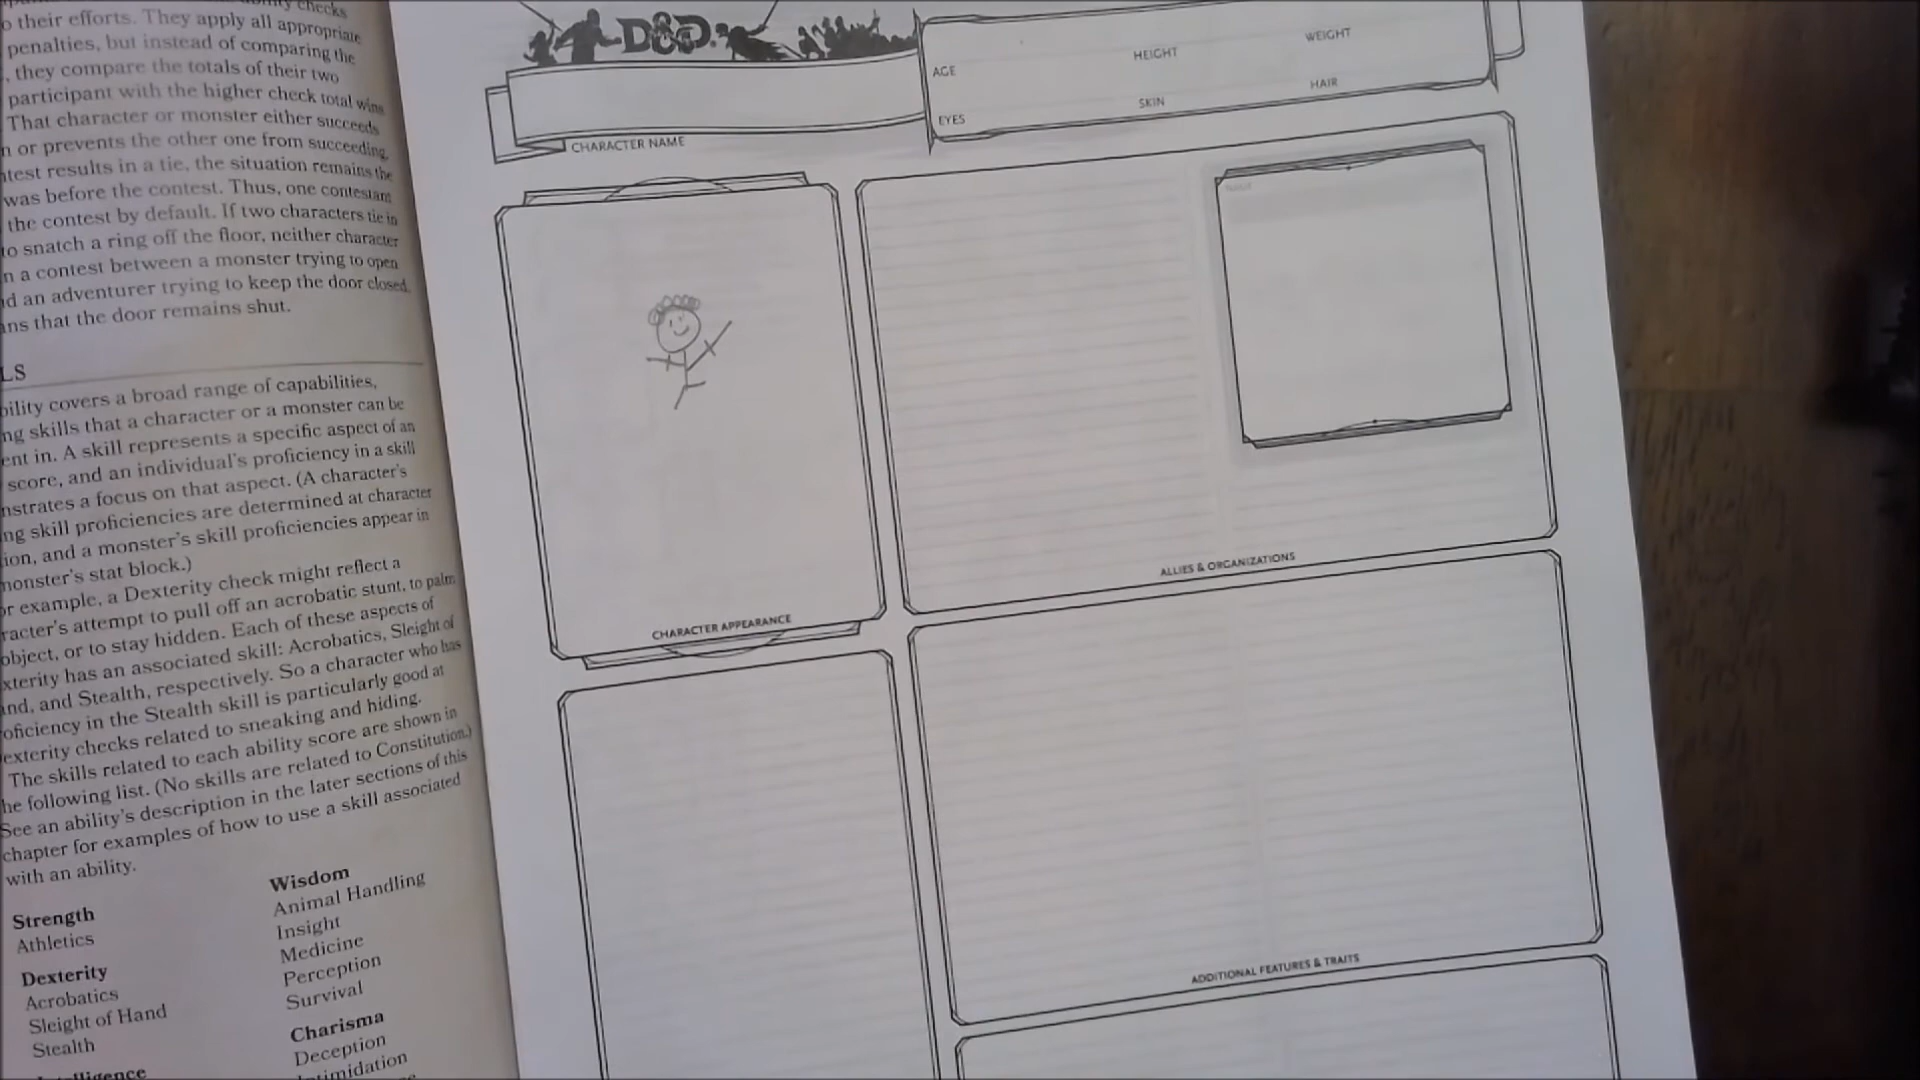 ability checks
o their efforts. They apply all appropriate
penalties, but instead of comparing the
, they compare the totals of their two
participant with the higher check total wins.
That character or monster either succeeds
n or prevents the other one from succeeding.
test results in a tie, the situation remains the
was before the contest. Thus, one contestant
the contest by default. If two characters tie in
to snatch a ring off the floor, neither character
n a contest between a monster trying to open
d an adventurer trying to keep the door closed,
ans that the door remains shut.
LS
bility covers a broad range of capabilities,
ng skills that a character or a monster can be
ent in. A skill represents a specific aspect of an
score, and an individual's proficiency in a skill
nstrates a focus on that aspect. (A character's
ng skill proficiencies are determined at character
ion, and a monster's skill proficiencies appear in
monster's stat block.)
or example, a Dexterity check might reflect a
racter's attempt to pull off an acrobatic stunt, to palm
object, or to stay hidden. Each of these aspects of
xterity has an associated skill: Acrobatics, Sleight of
and, and Stealth, respectively. So a character who has
oficiency in the Stealth skill is particularly good at
exterity checks related to sneaking and hiding.
The skills related to each ability score are shown in
he following list. (No skills are related to Constitution.)
See an ability's description in the later sections of this
chapter for examples of how to use a skill associated
with an ability.
Strength
Athletics
Dexterity
Acrobatics
Sleight of Hand
Stealth
Intelligence
Wisdom
Animal Handling
Insight
Medicine
Perception
Survival
Charisma
Deception
Intimidation
D&D
CHARACTER NAME
AGE
HEIGHT
WEIGHT
EYES
SKIN
HAIR
CHARACTER APPEARANCE
NAME
ALLIES & ORGANIZATIONS
ADDITIONAL FEATURES & TRAITS